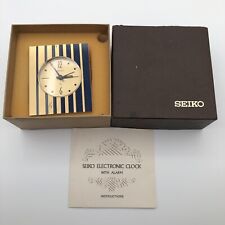 SEIKO
SEIKO ELECTRONIC CLOCK
WITH ALARM
INSTRUCTIONS